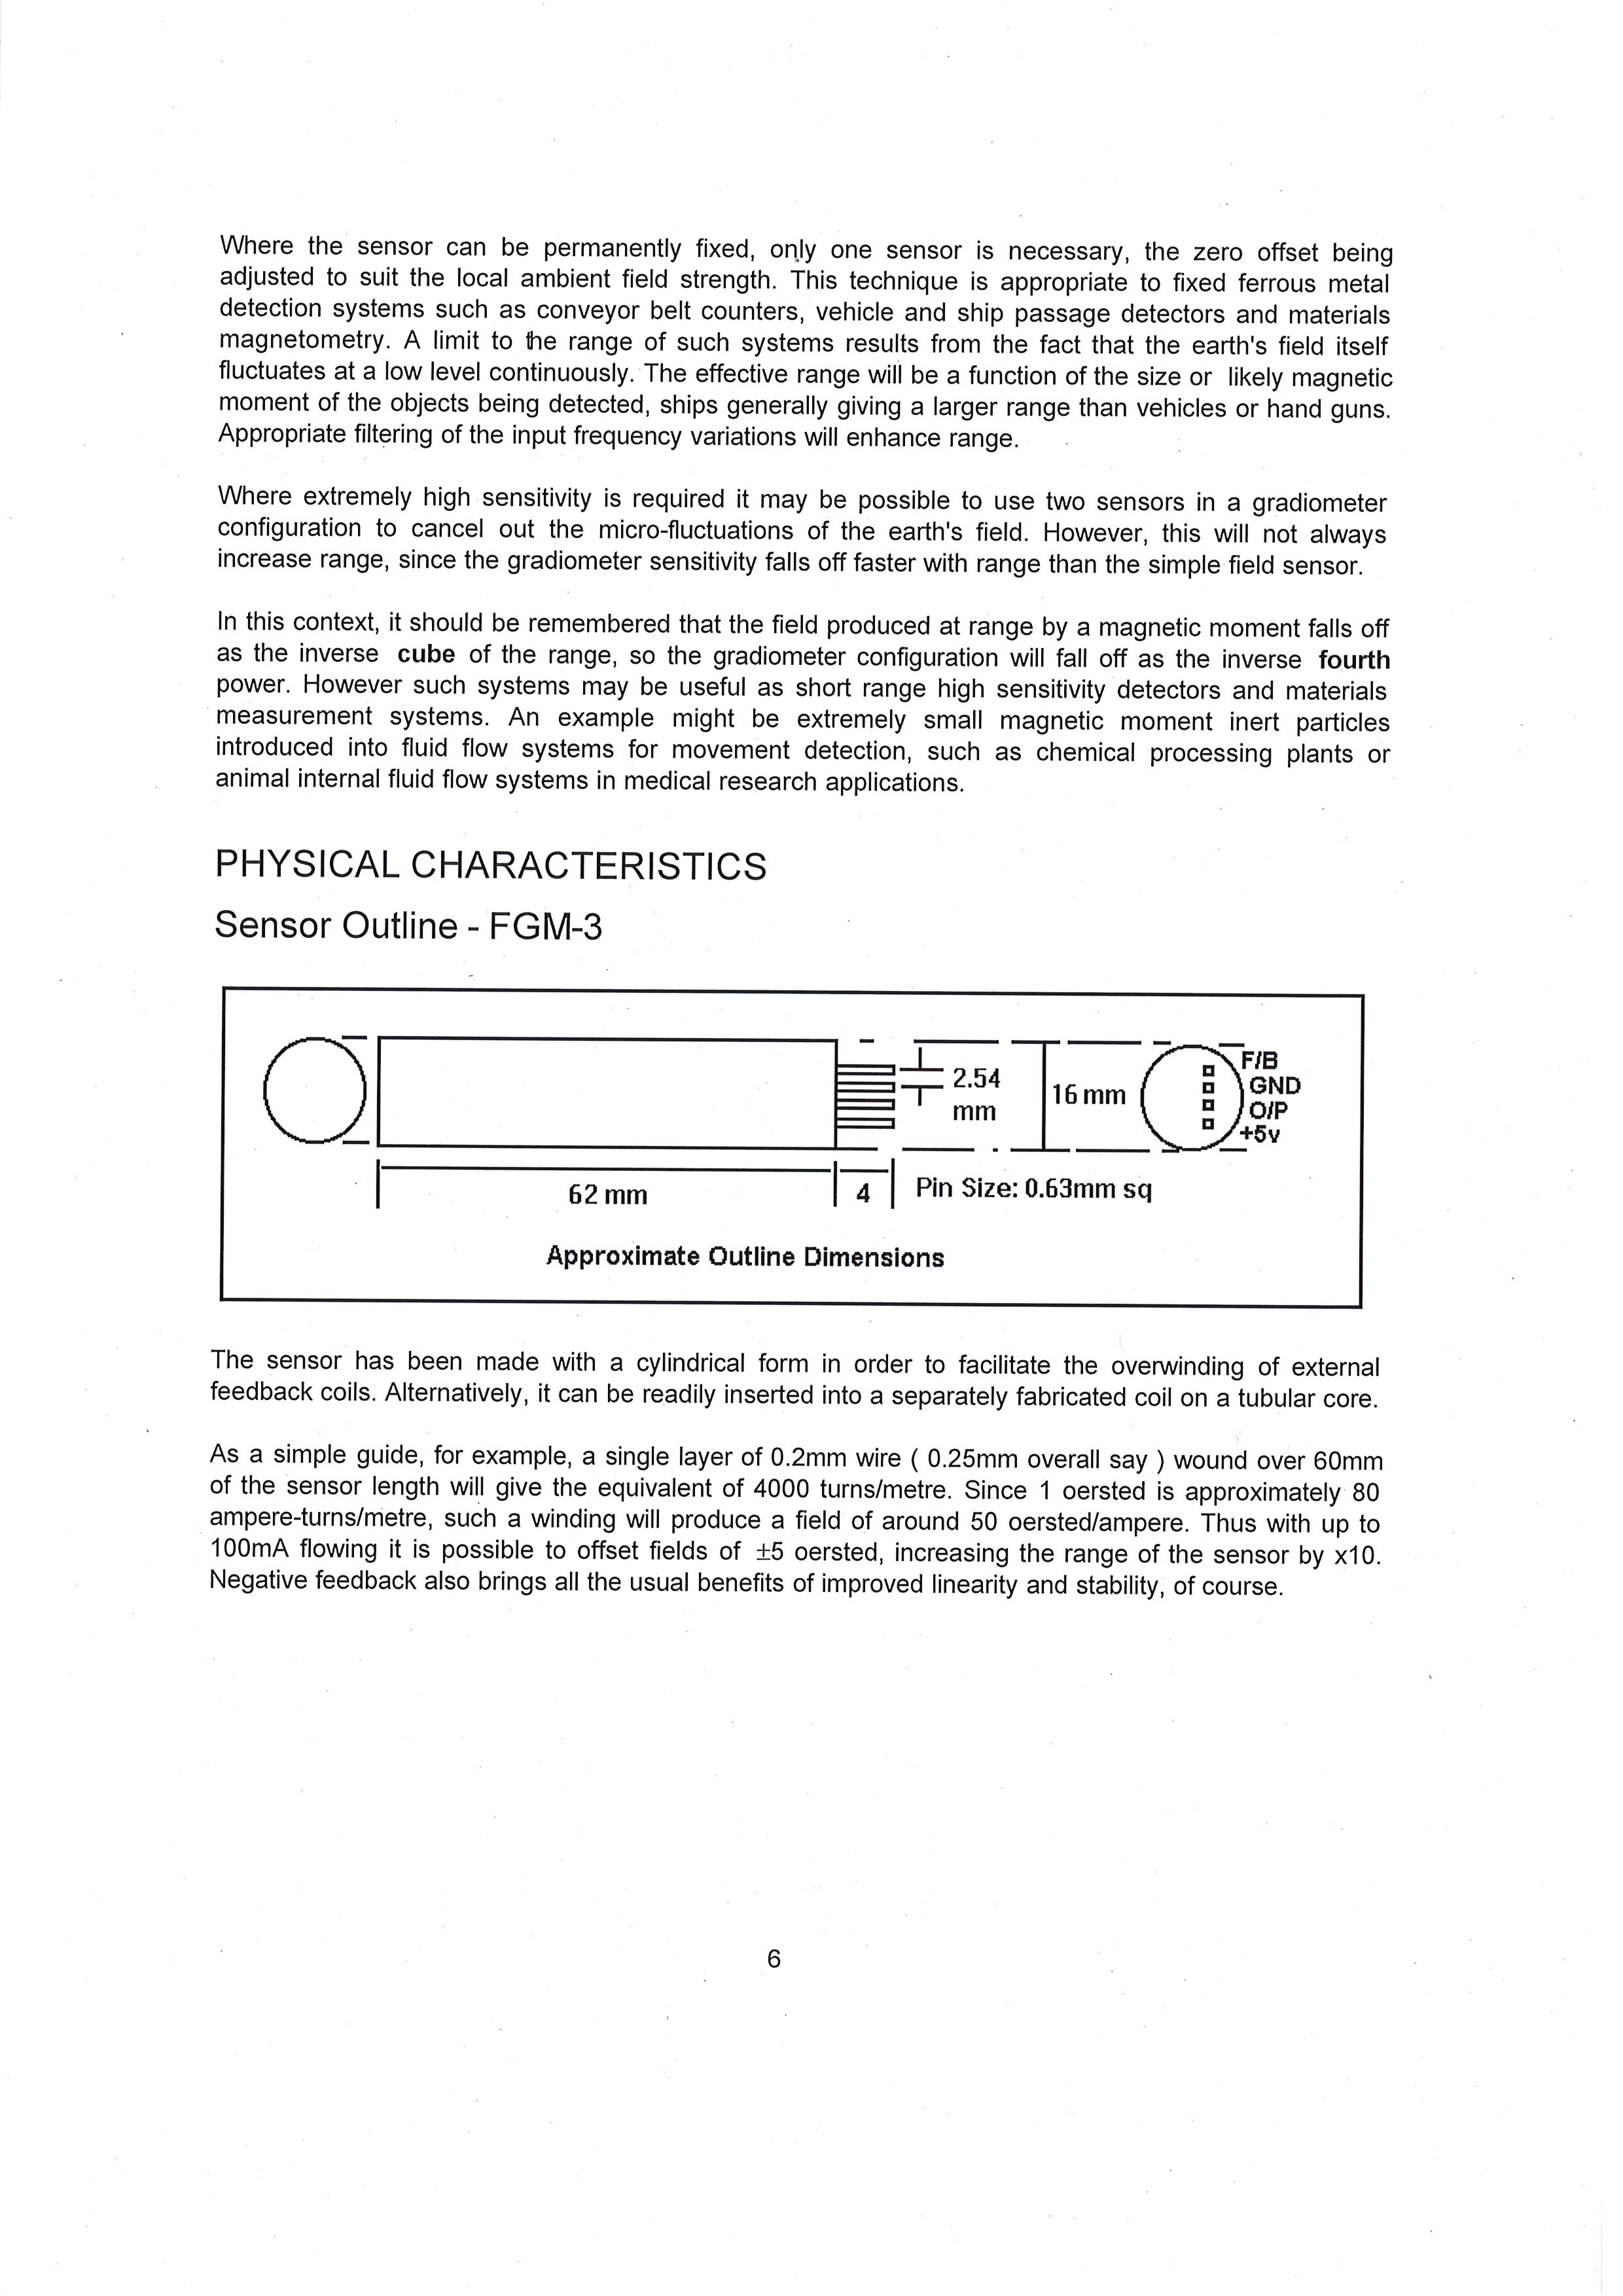 Where the sensor can be permanently fixed, only one sensor is necessary, the zero offset being
adjusted to suit the local ambient field strength. This technique is appropriate to fixed ferrous metal
detection systems such as conveyor belt counters, vehicle and ship passage detectors and materials
magnetometry. A limit to the range of such systems results from the fact that the earth's field itself
fluctuates at a low level continuously. The effective range will be a function of the size or likely magnetic
moment of the objects being detected, ships generally giving a larger range than vehicles or hand guns.
Appropriate filtering of the input frequency variations will enhance range.
Where extremely high sensitivity is required it may be possible to use two sensors in a gradiometer
configuration to cancel out the micro-fluctuations of the earth's field. However, this will not always
increase range, since the gradiometer sensitivity falls off faster with range than the simple field sensor.
In this context, it should be remembered that the field produced at range by a magnetic moment falls off
as the inverse cube of the range, so the gradiometer configuration will fall off as the inverse fourth
power. However such systems may be useful as short range high sensitivity detectors and materials
measurement systems. An example might be extremely small magnetic moment inert particles
introduced into fluid flow systems for movement detection, such as chemical processing plants or
animal internal fluid flow systems in medical research applications.
PHYSICAL CHARACTERISTICS
Sensor Outline - FGM-3
2.54
mm
16 mm
F/B
GND
O/P
+5v
62 mm
4
Pin Size: 0.63mm sq
Approximate Outline Dimensions
The sensor has been made with a cylindrical form in order to facilitate the overwinding of external
feedback coils. Alternatively, it can be readily inserted into a separately fabricated coil on a tubular core.
As a simple guide, for example, a single layer of 0.2mm wire ( 0.25mm overall say ) wound over 60mm
of the sensor length will give the equivalent of 4000 turns/metre. Since 1 oersted is approximately 80
ampere-turns/metre, such a winding will produce a field of around 50 oersted/ampere. Thus with up to
100mA flowing it is possible to offset fields of ±5 oersted, increasing the range of the sensor by x10.
Negative feedback also brings all the usual benefits of improved linearity and stability, of course.
6